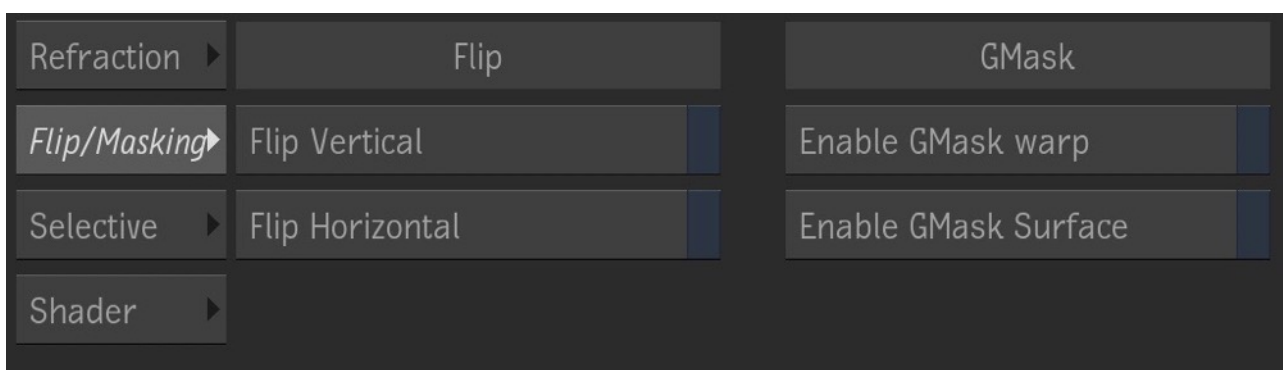 Refraction
Flip
GMask
Flip/Masking
Flip Vertical
Enable GMask warp
Selective
Flip Horizontal
Enable GMask Surface
Shader